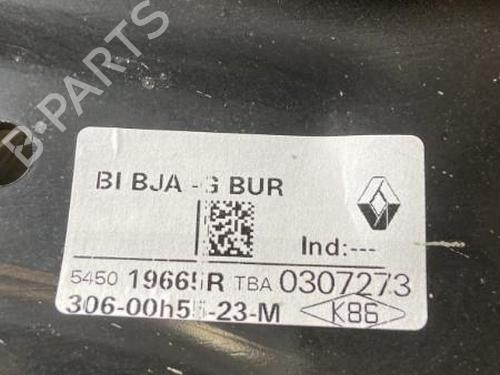 BI BJA -G BUR
Ind:---
5450 19665R TBA 0307273
306-00h55-23-M K86
B-PARTS